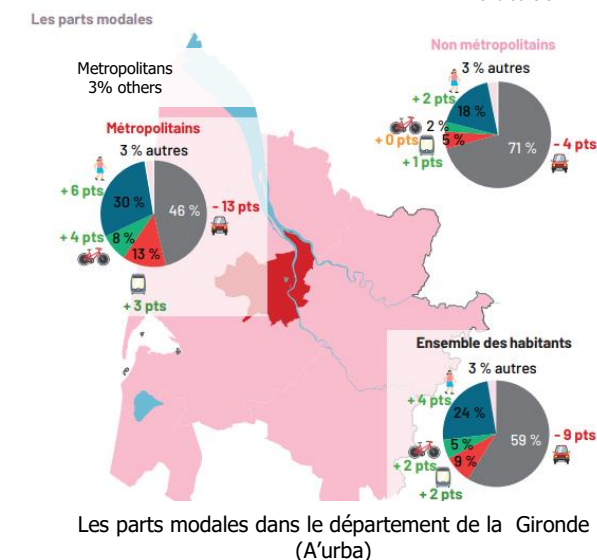 Les parts modales
Metropolitans
3% others
Non métropolitains
3 % autres
+ 2 pts
18 %
2 %
+ 0 pts
5 %
+ 1 pts
71 %
- 4 pts
Métropolitains
3 % autres
+ 6 pts
30 %
46 %
- 13 pts
+ 4 pts
8 %
13 %
+ 3 pts
Ensemble des habitants
3 % autres
+ 4 pts
24 %
59 %
- 9 pts
5 %
+ 2 pts
9 %
+ 2 pts
Les parts modales dans le département de la Gironde
(A'urba)